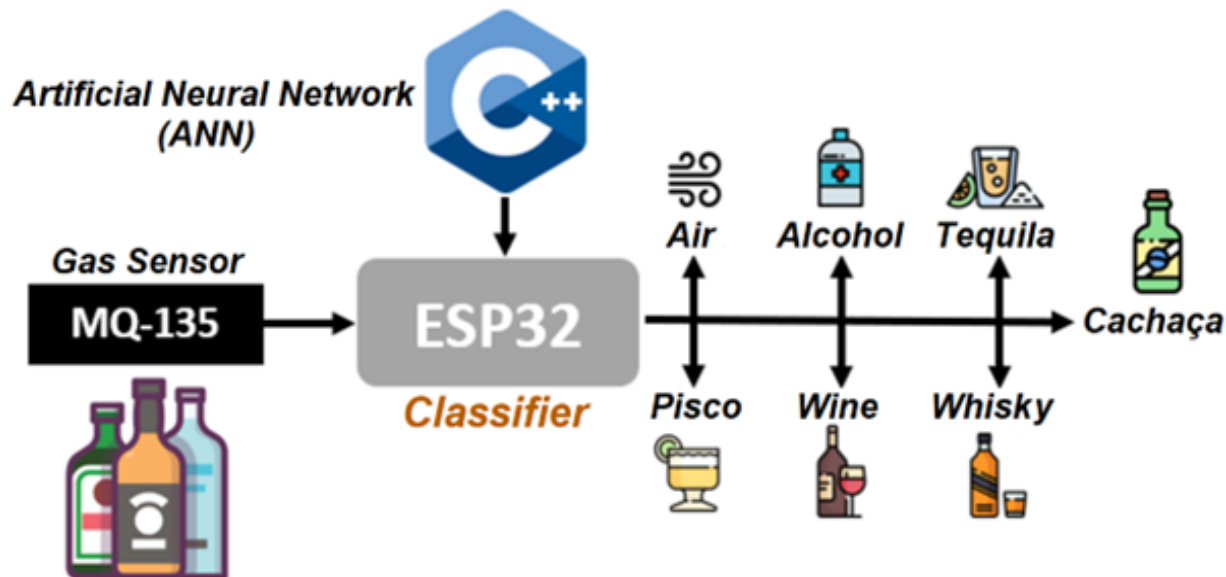 Artificial Neural Network
(ANN)
C++
Gas Sensor
MQ-135
ESP32
Classifier
Air
Alcohol
Tequila
Cachaça
Pisco
Wine
Whisky